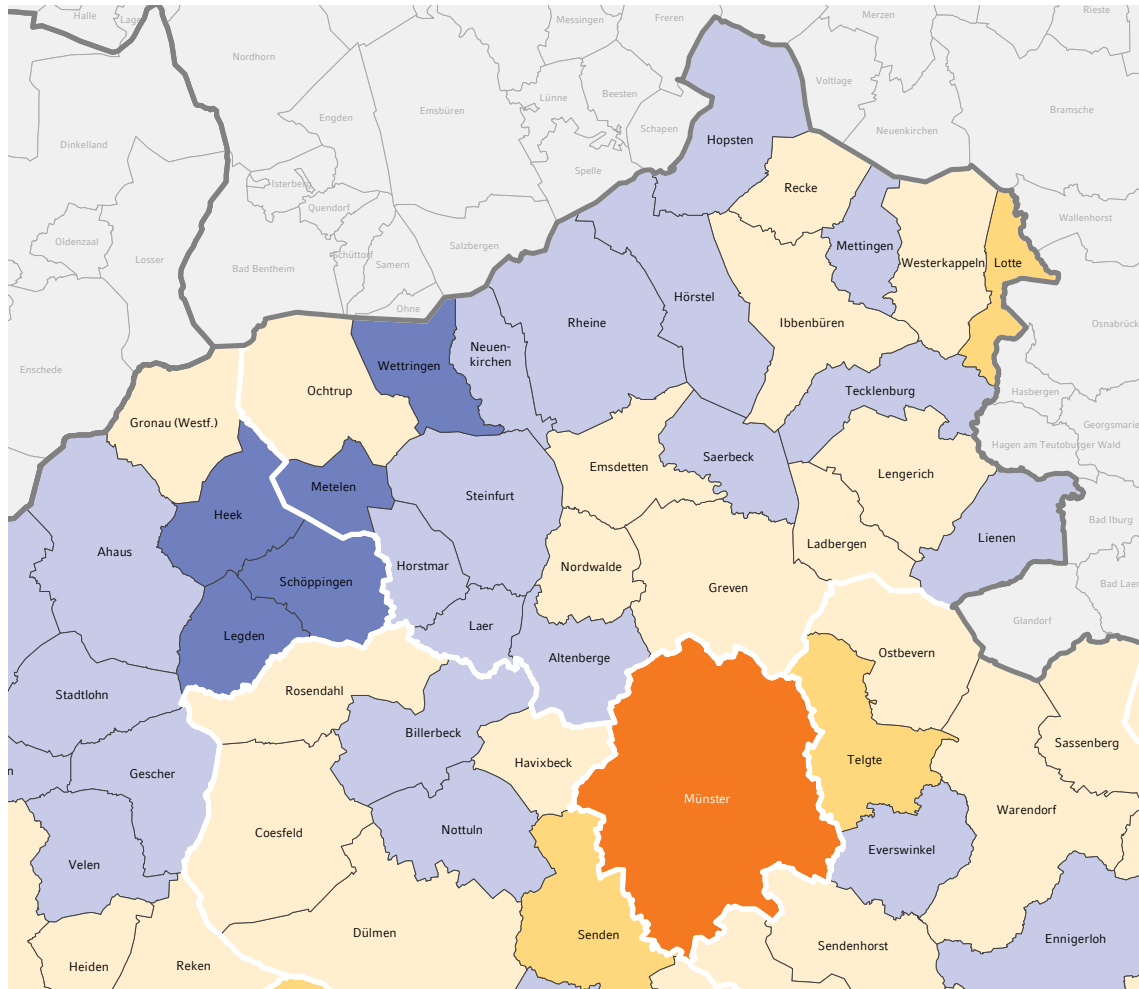 Halle
Lage
Messingen
Freren
Merzen
Rieste
Nordhorn
Lünne
Beesten
Voltlage
Emsbüren
Bramsche
Engden
Schapen
Neuenkirchen
Dinkelland
Spelle
Hopsten
Isterberg
Recke
Quendorf
Wallenhorst
Oldenzaal
Salzbergen
Mettingen
Losser
Schüttorf
Samern
Bad Bentheim
Westerkappeln
Lotte
Hörstel
Ohne
Rheine
Ibbenbüren
Osnabrück
Neuen-
kirchen
Wettringen
Enschede
Ochtrup
Tecklenburg
Hasbergen
Gronau (Westf.)
Georgsmarie
Hagen am Teutoburger Wald
Saerbeck
Emsdetten
Lengerich
Metelen
Steinfurt
Heek
Bad Iburg
Lienen
Ahaus
Ladbergen
Horstmar
Nordwalde
Schöppingen
Greven
Bad Laer
Glandorf
Laer
Legden
Ostbevern
Altenberge
Rosendahl
Stadtlohn
Billerbeck
Sassenberg
Telgte
Havixbeck
n
Gescher
Münster
Warendorf
Coesfeld
Nottuln
Everswinkel
Velen
Dülmen
Senden
Ennigerloh
Sendenhorst
Heiden
Reken